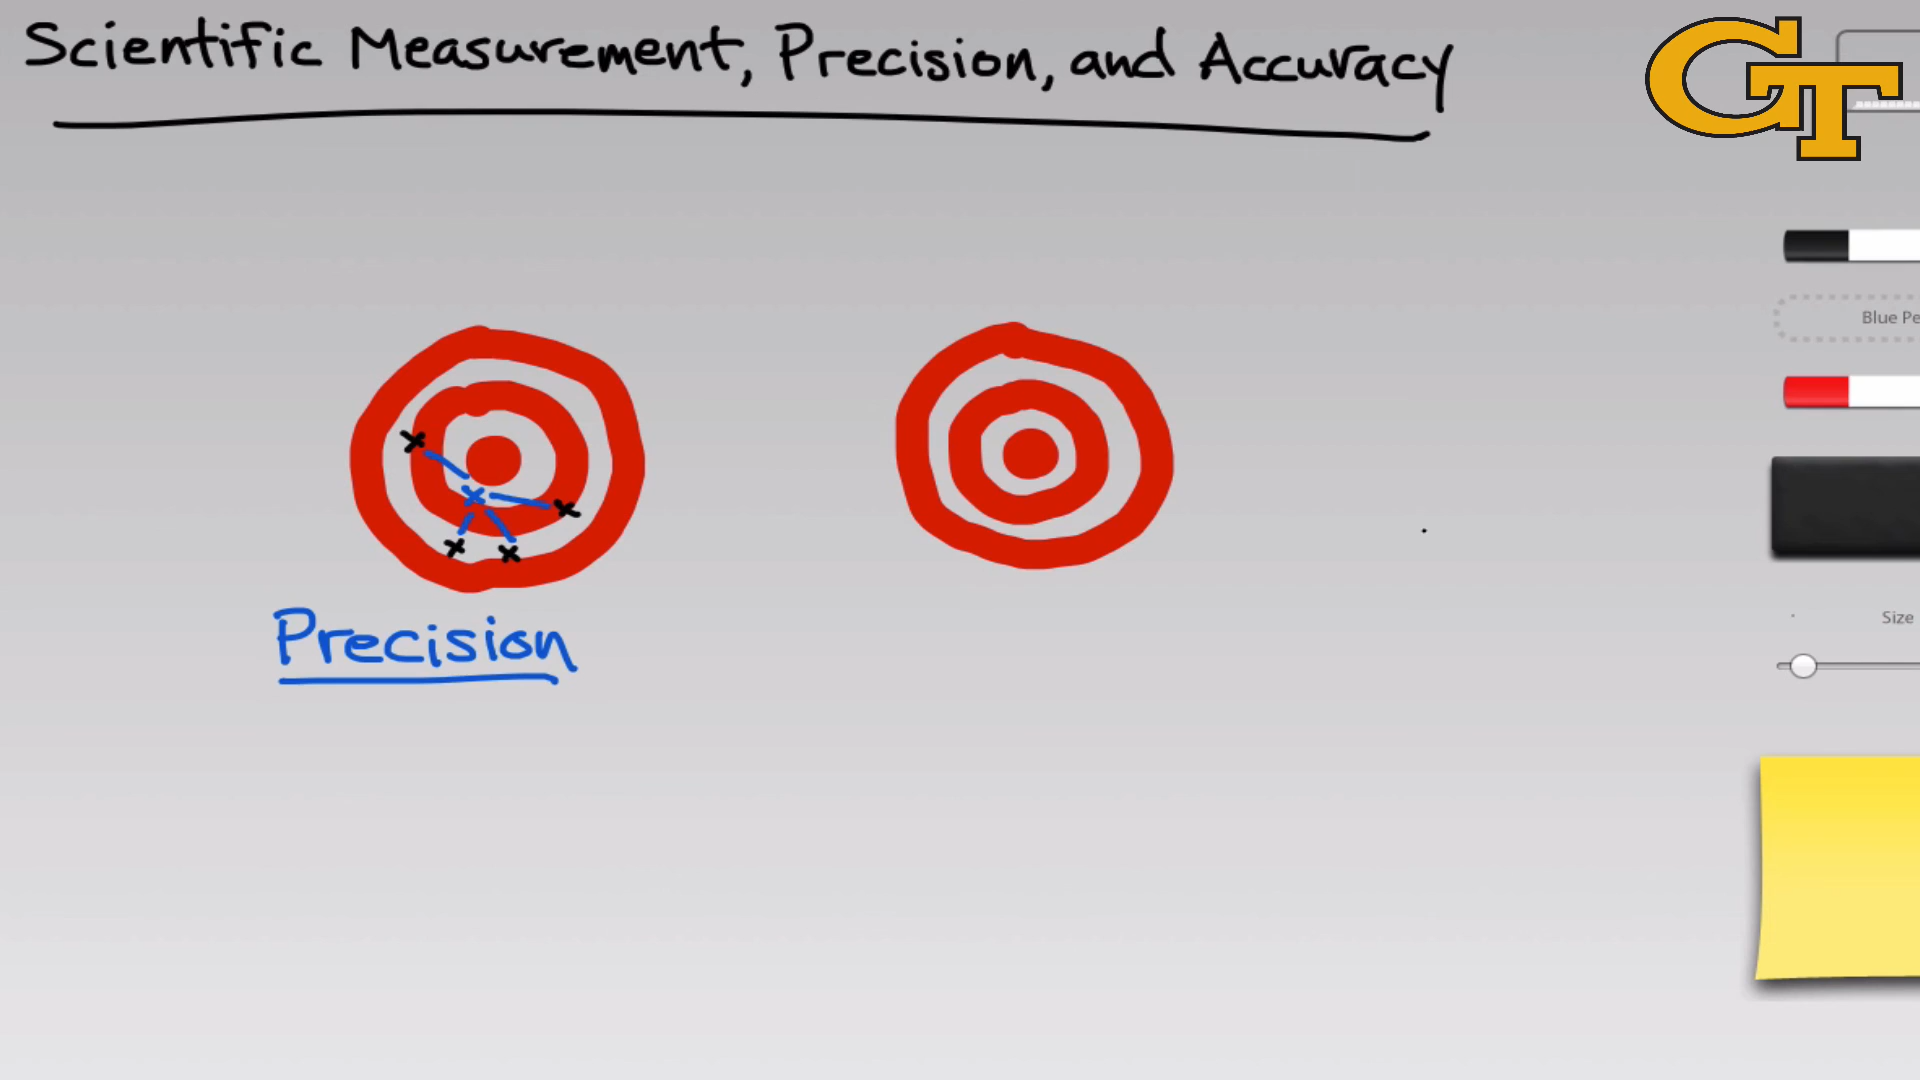 Scientific Measurement, Precision, and Accuracy
GT
Blue Pe
Size
Precision